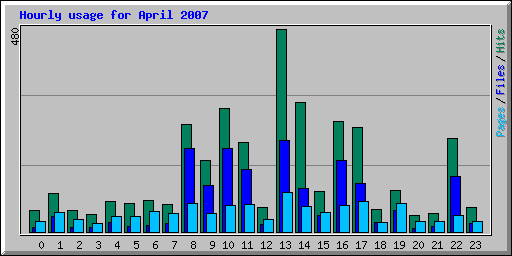 Hourly usage for April 2007
480
Pages/Files/Hits
0 1 2 3 4 5 6 7 8 9 10 11 12 13 14 15 16 17 18 19 20 21 22 23